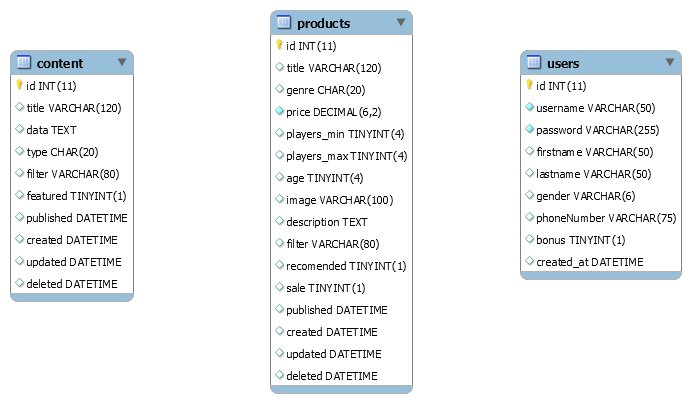 content
id INT(11)
title VARCHAR(120)
data TEXT
type CHAR(20)
filter VARCHAR(80)
featured TINYINT(1)
published DATETIME
created DATETIME
updated DATETIME
deleted DATETIME
products
id INT(11)
title VARCHAR(120)
genre CHAR(20)
price DECIMAL(6,2)
players_min TINYINT(4)
players_max TINYINT(4)
age TINYINT(4)
image VARCHAR(100)
description TEXT
filter VARCHAR(80)
recomended TINYINT(1)
sale TINYINT(1)
published DATETIME
created DATETIME
updated DATETIME
deleted DATETIME
users
id INT(11)
username VARCHAR(50)
password VARCHAR(255)
firstname VARCHAR(50)
lastname VARCHAR(50)
gender VARCHAR(6)
phoneNumber VARCHAR(75)
bonus TINYINT(1)
created_at DATETIME